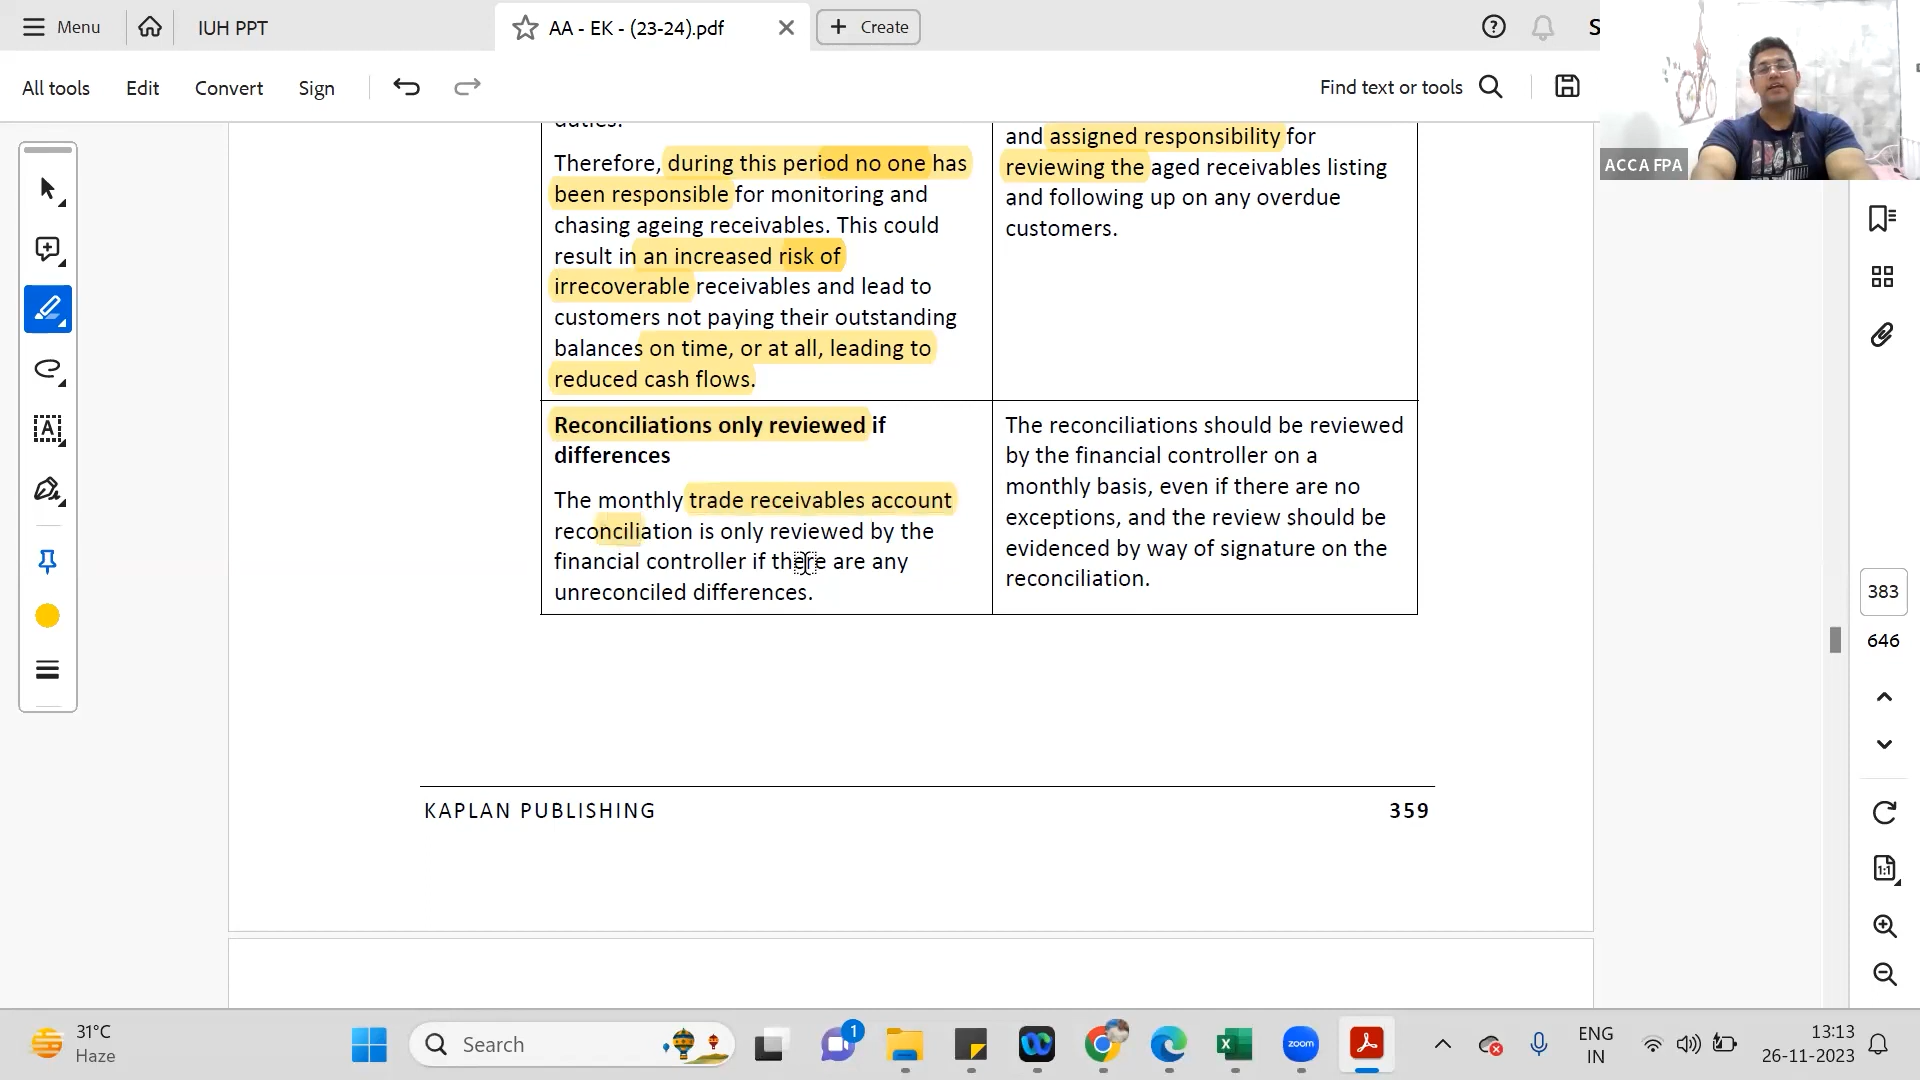 Menu
IUH PPT
AA - EK - (23-24).pdf
Create
S
All tools
Edit
Convert
Sign
Find text or tools
ACCA FPA
duties.
Therefore, during this period no one has
been responsible for monitoring and
chasing ageing receivables. This could
result in an increased risk of
irrecoverable receivables and lead to
customers not paying their outstanding
balances on time, or at all, leading to
reduced cash flows.
and assigned responsibility for
reviewing the aged receivables listing
and following up on any overdue
customers.
Reconciliations only reviewed if
differences
The monthly trade receivables account
reconciliation is only reviewed by the
financial controller if there are any
unreconciled differences.
The reconciliations should be reviewed
by the financial controller on a
monthly basis, even if there are no
exceptions, and the review should be
evidenced by way of signature on the
reconciliation.
KAPLAN PUBLISHING
359
383
646
1:1
31°C
Haze
Search
1
zoom
ENG
IN
13:13
26-11-2023